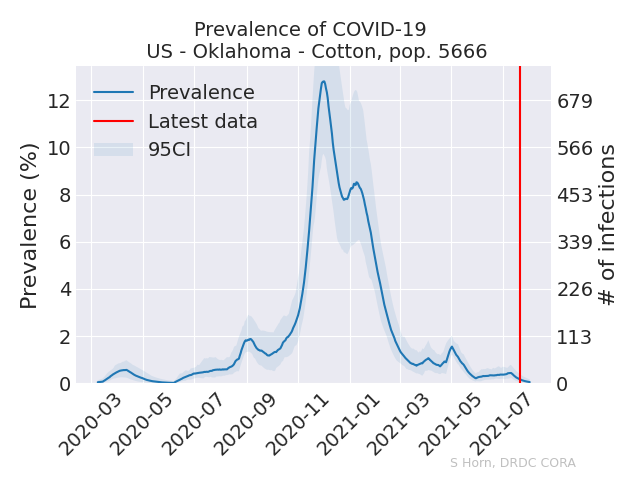 Prevalence of COVID-19
US - Oklahoma - Cotton, pop. 5666
Prevalence
Latest data
95CI
Prevalence (%)
12
10
8
6
4
2
0
679
566
453
339
226
113
0
# of infections
2020-03
2020-05
2020-07
2020-09
2020-11
2021-01
2021-03
2021-05
2021-07
S Horn, DRDC CORA